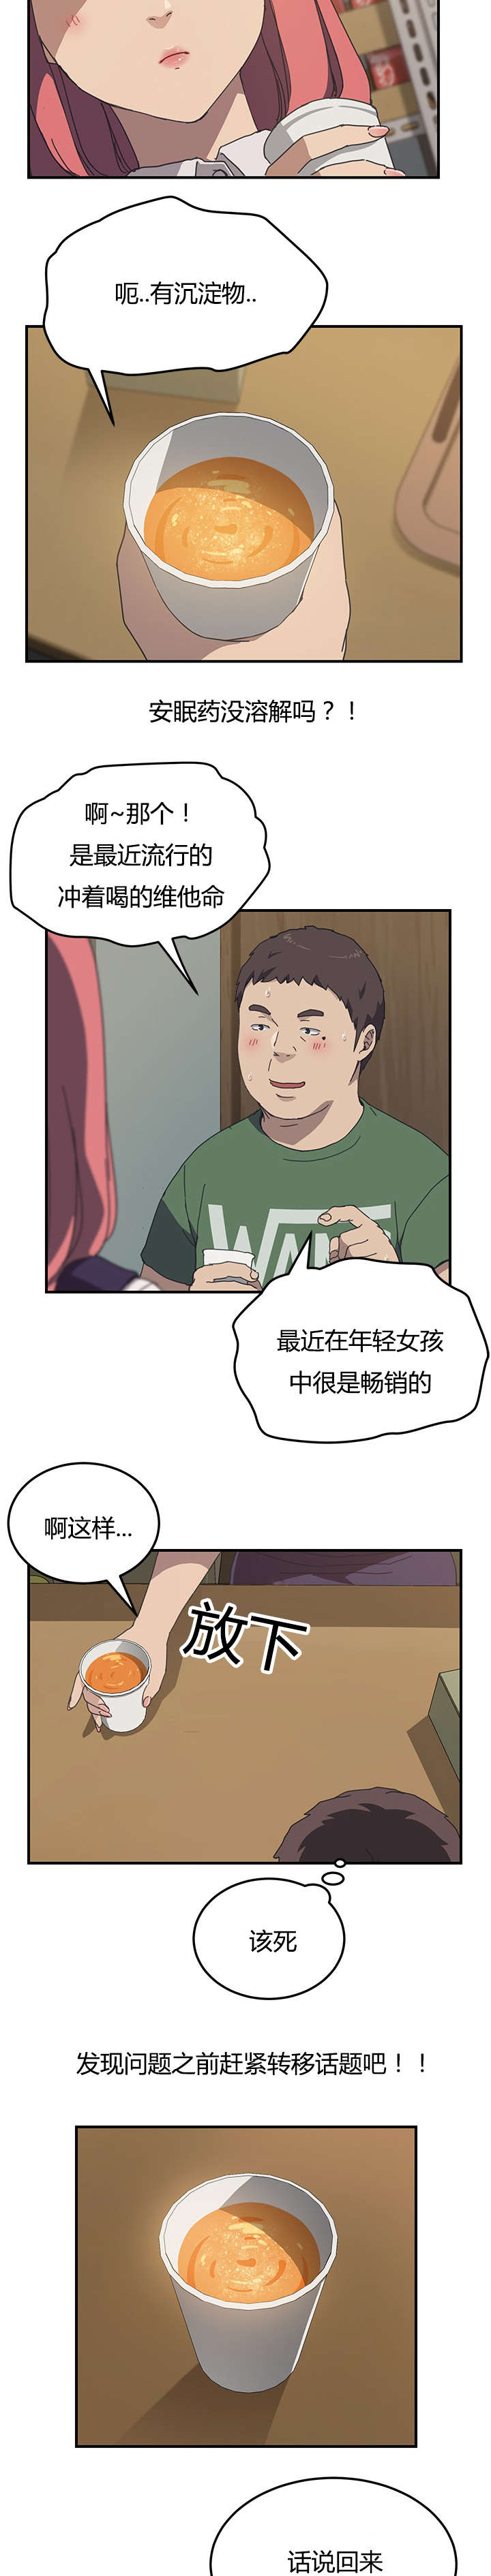 呃..有沉淀物..
安眠药没溶解吗？！
啊~那个！
是最近流行的
冲着喝的维他命
最近在年轻女孩
中很是畅销的
啊这样...
放下
该死
发现问题之前赶紧转移话题吧！！
话说回来